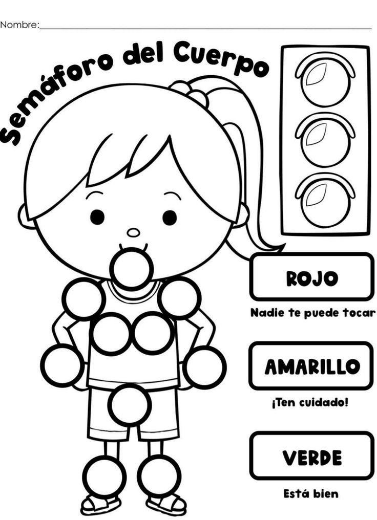 Nombre:
Semáforo del Cuerpo
ROJO
Nadie te puede tocar
AMARILLO
¡Ten cuidado!
VERDE
Está bien